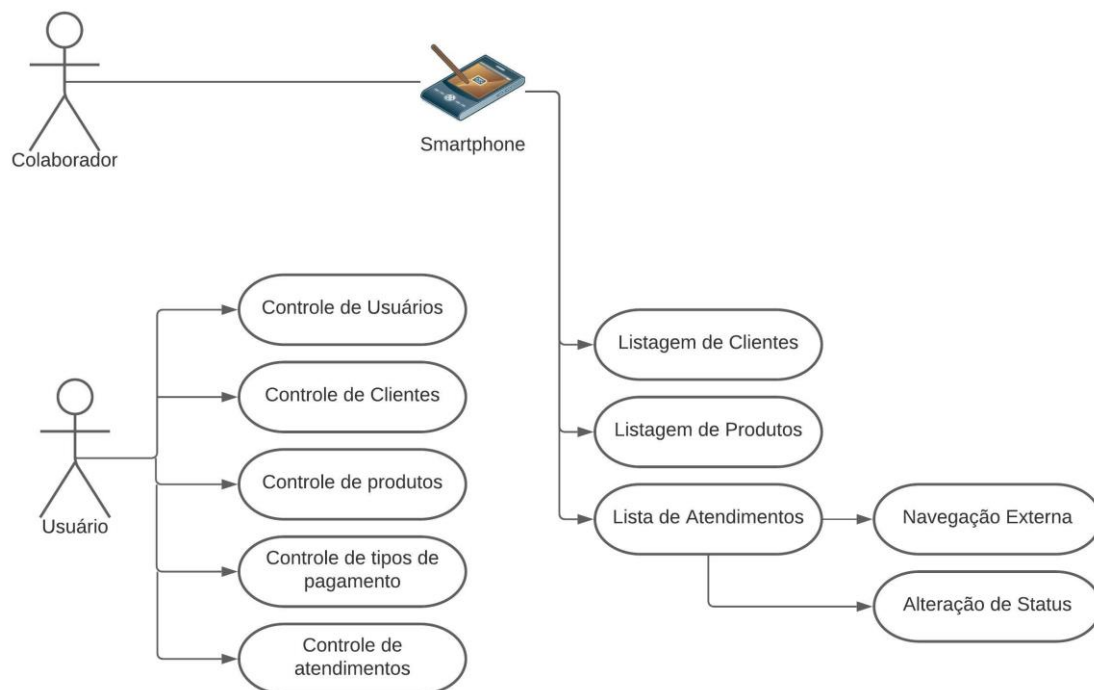 Colaborador
Smartphone
Controle de Usuários
Controle de Clientes
Controle de produtos
Controle de tipos de
pagamento
Controle de
atendimentos
Usuário
Listagem de Clientes
Listagem de Produtos
Lista de Atendimentos
Navegação Externa
Alteração de Status